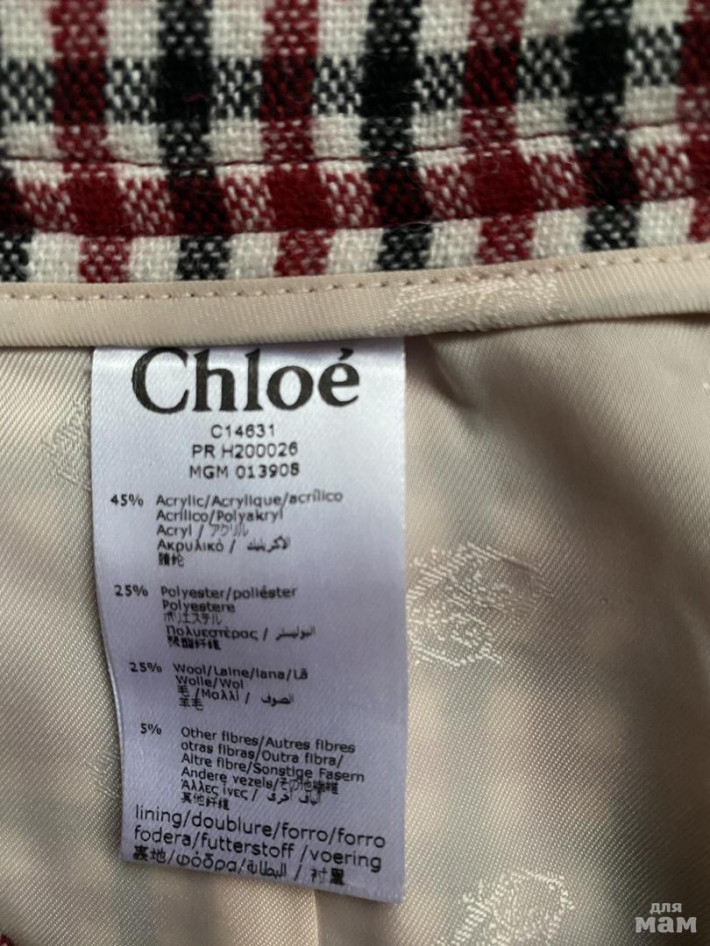 Chloé
C14631
PR H200026
MGM 013908
45% Acrylic/Acrylique/acrílico
Acrílico/Polyakryl
Acryl / アクリル
Ακρυλικό / الاكريليك
25% Polyester/poliéster
Polyestere
ポリエステル
Πολυεστέρας / البوليستر
聚酯纤维
25% Wool/Laine/lana/Lã
Wolle/Wol
毛 /Μαλλί / الصوف
羊毛
5% Other fibres/Autres fibres
otras fibras/Outra fibra/
Altre fibre/Sonstige Fasern
Andere vezels/その他繊維
Άλλες ίνες / ألياف أخرى
其他纤维
lining/doublure/forro/forro
fodera/futterstoff /voering
裏地/φόδρα/البطانة / 衬里
для
мам